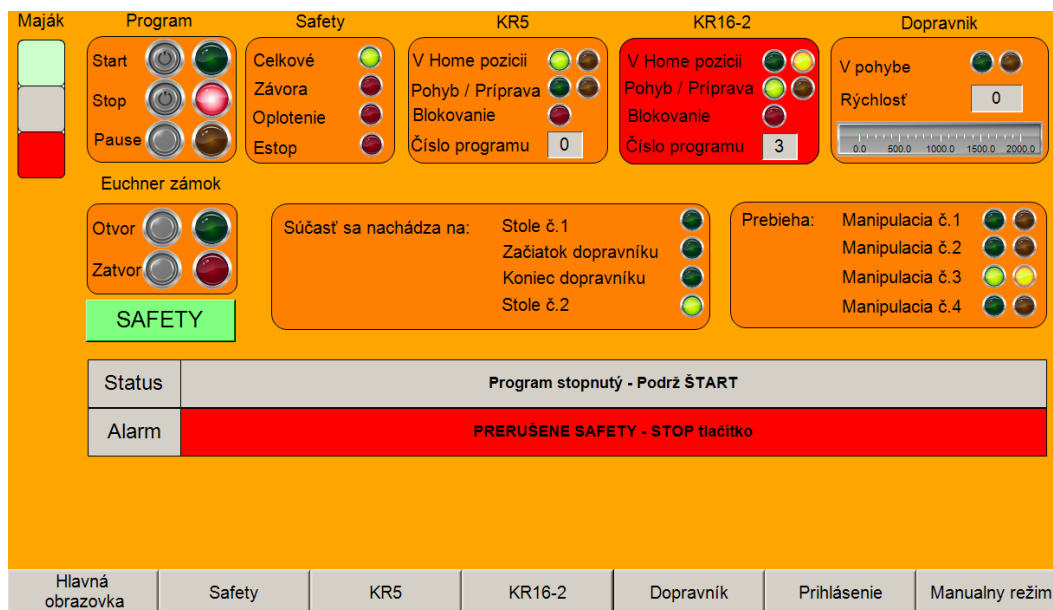 Maják
Program
Safety
KR5
KR16-2
Dopravnik
Start
Stop
Pause
Celkové
Závora
Oplotenie
Estop
V Home pozicii
Pohyb / Príprava
Blokovanie
Číslo programu
0
V Home pozicii
Pohyb / Príprava
Blokovanie
Číslo programu
3
V pohybe
Rýchlosť
0
0.0 500.0 1000.0 1500.0 2000.0
Euchner zámok
Otvor
Zatvor
SAFETY
Súčasť sa nachádza na:
Stole č.1
Začiatok dopravníku
Koniec dopravníku
Stole č.2
Prebieha:
Manipulacia č.1
Manipulacia č.2
Manipulacia č.3
Manipulacia č.4
Status
Program stopnutý - Podrž ŠTART
Alarm
PRERUŠENE SAFETY - STOP tlačítko
Hlavná
obrazovka
Safety
KR5
KR16-2
Dopravník
Prihlásenie
Manualny režim